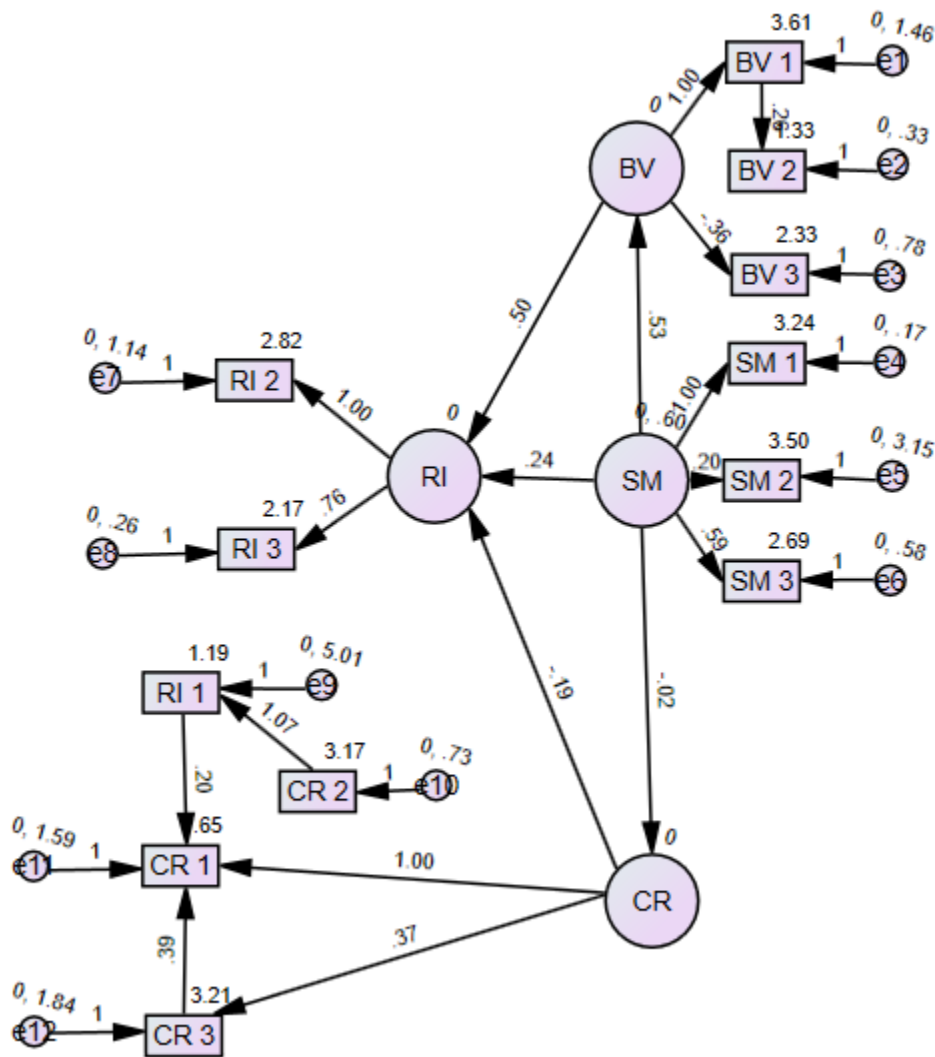 3.61
0, 1.46
BV 1
1
e1
0
1.00
.26
1.33
0, .33
BV
BV 2
1
e2
-.36
2.33
0, .78
BV 3
1
e3
.50
.53
3.24
0, .17
SM 1
1
e4
0, 1.14
1
2.82
e7
RI 2
1.00
0
0, .60
1.00
3.50
0, 3.15
RI
.24
SM
.20
SM 2
1
e5
0, .26
1
2.17
.76
e8
RI 3
.59
2.69
0, .58
SM 3
1
e6
1.19
0, 5.01
RI 1
1
e9
-.19
-.02
1.07
3.17
0, .73
.20
CR 2
1
e10
0, 1.59
1
.65
0
e11
CR 1
1.00
CR
.39
.37
0, 1.84
1
3.21
e12
CR 3